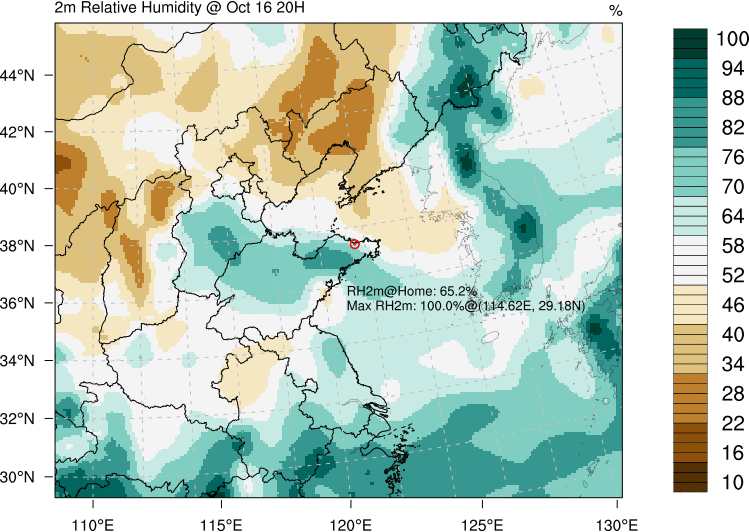 2m Relative Humidity @ Oct 16 20H
%
44°N
42°N
40°N
38°N
36°N
34°N
32°N
30°N
RH2m@Home: 65.2%
Max RH2m: 100.0%@(114.62E, 29.18N)
110°E
115°E
120°E
125°E
130°E
100
94
88
82
76
70
64
58
52
46
40
34
28
22
16
10